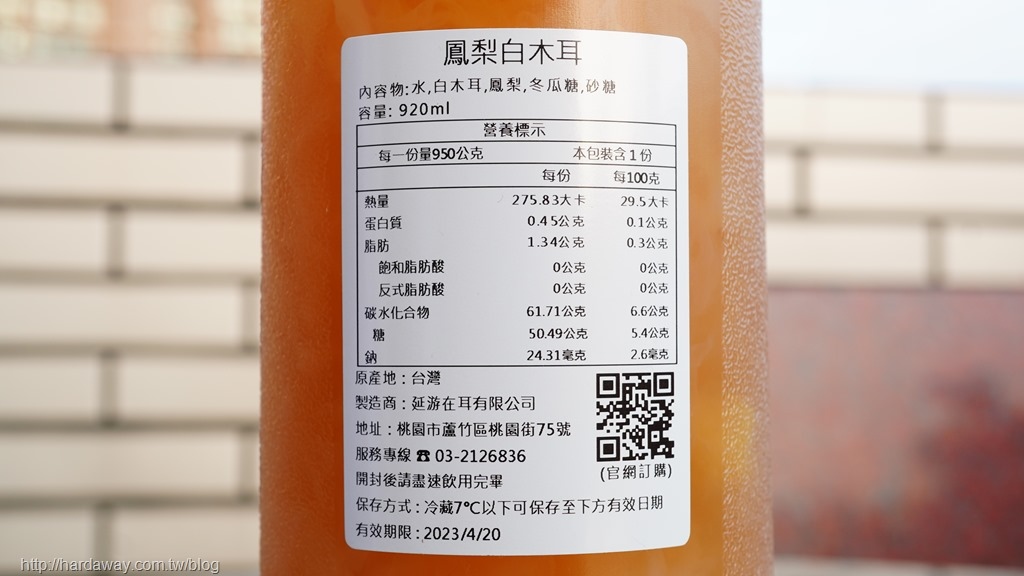 鳳梨白木耳
內容物:水,白木耳,鳳梨,冬瓜糖,砂糖
容量: 920ml
營養標示
每一份量950公克 本包裝含1份
每份 每100克
熱量 275.83大卡 29.5大卡
蛋白質 0.45公克 0.1公克
脂肪 1.34公克 0.3公克
飽和脂肪酸 0公克 0公克
反式脂肪酸 0公克 0公克
碳水化合物 61.71公克 6.6公克
糖 50.49公克 5.4公克
鈉 24.31毫克 2.6毫克
原產地:台灣
製造商:延游在耳有限公司
地址:桃園市蘆竹區桃園街75號
服務專線☎03-2126836
(官網訂購)
開封後請盡速飲用完畢
保存方式:冷藏7℃以下可保存至下方有效日期
有效期限:2023/4/20
http://hardaway.com.tw/blog